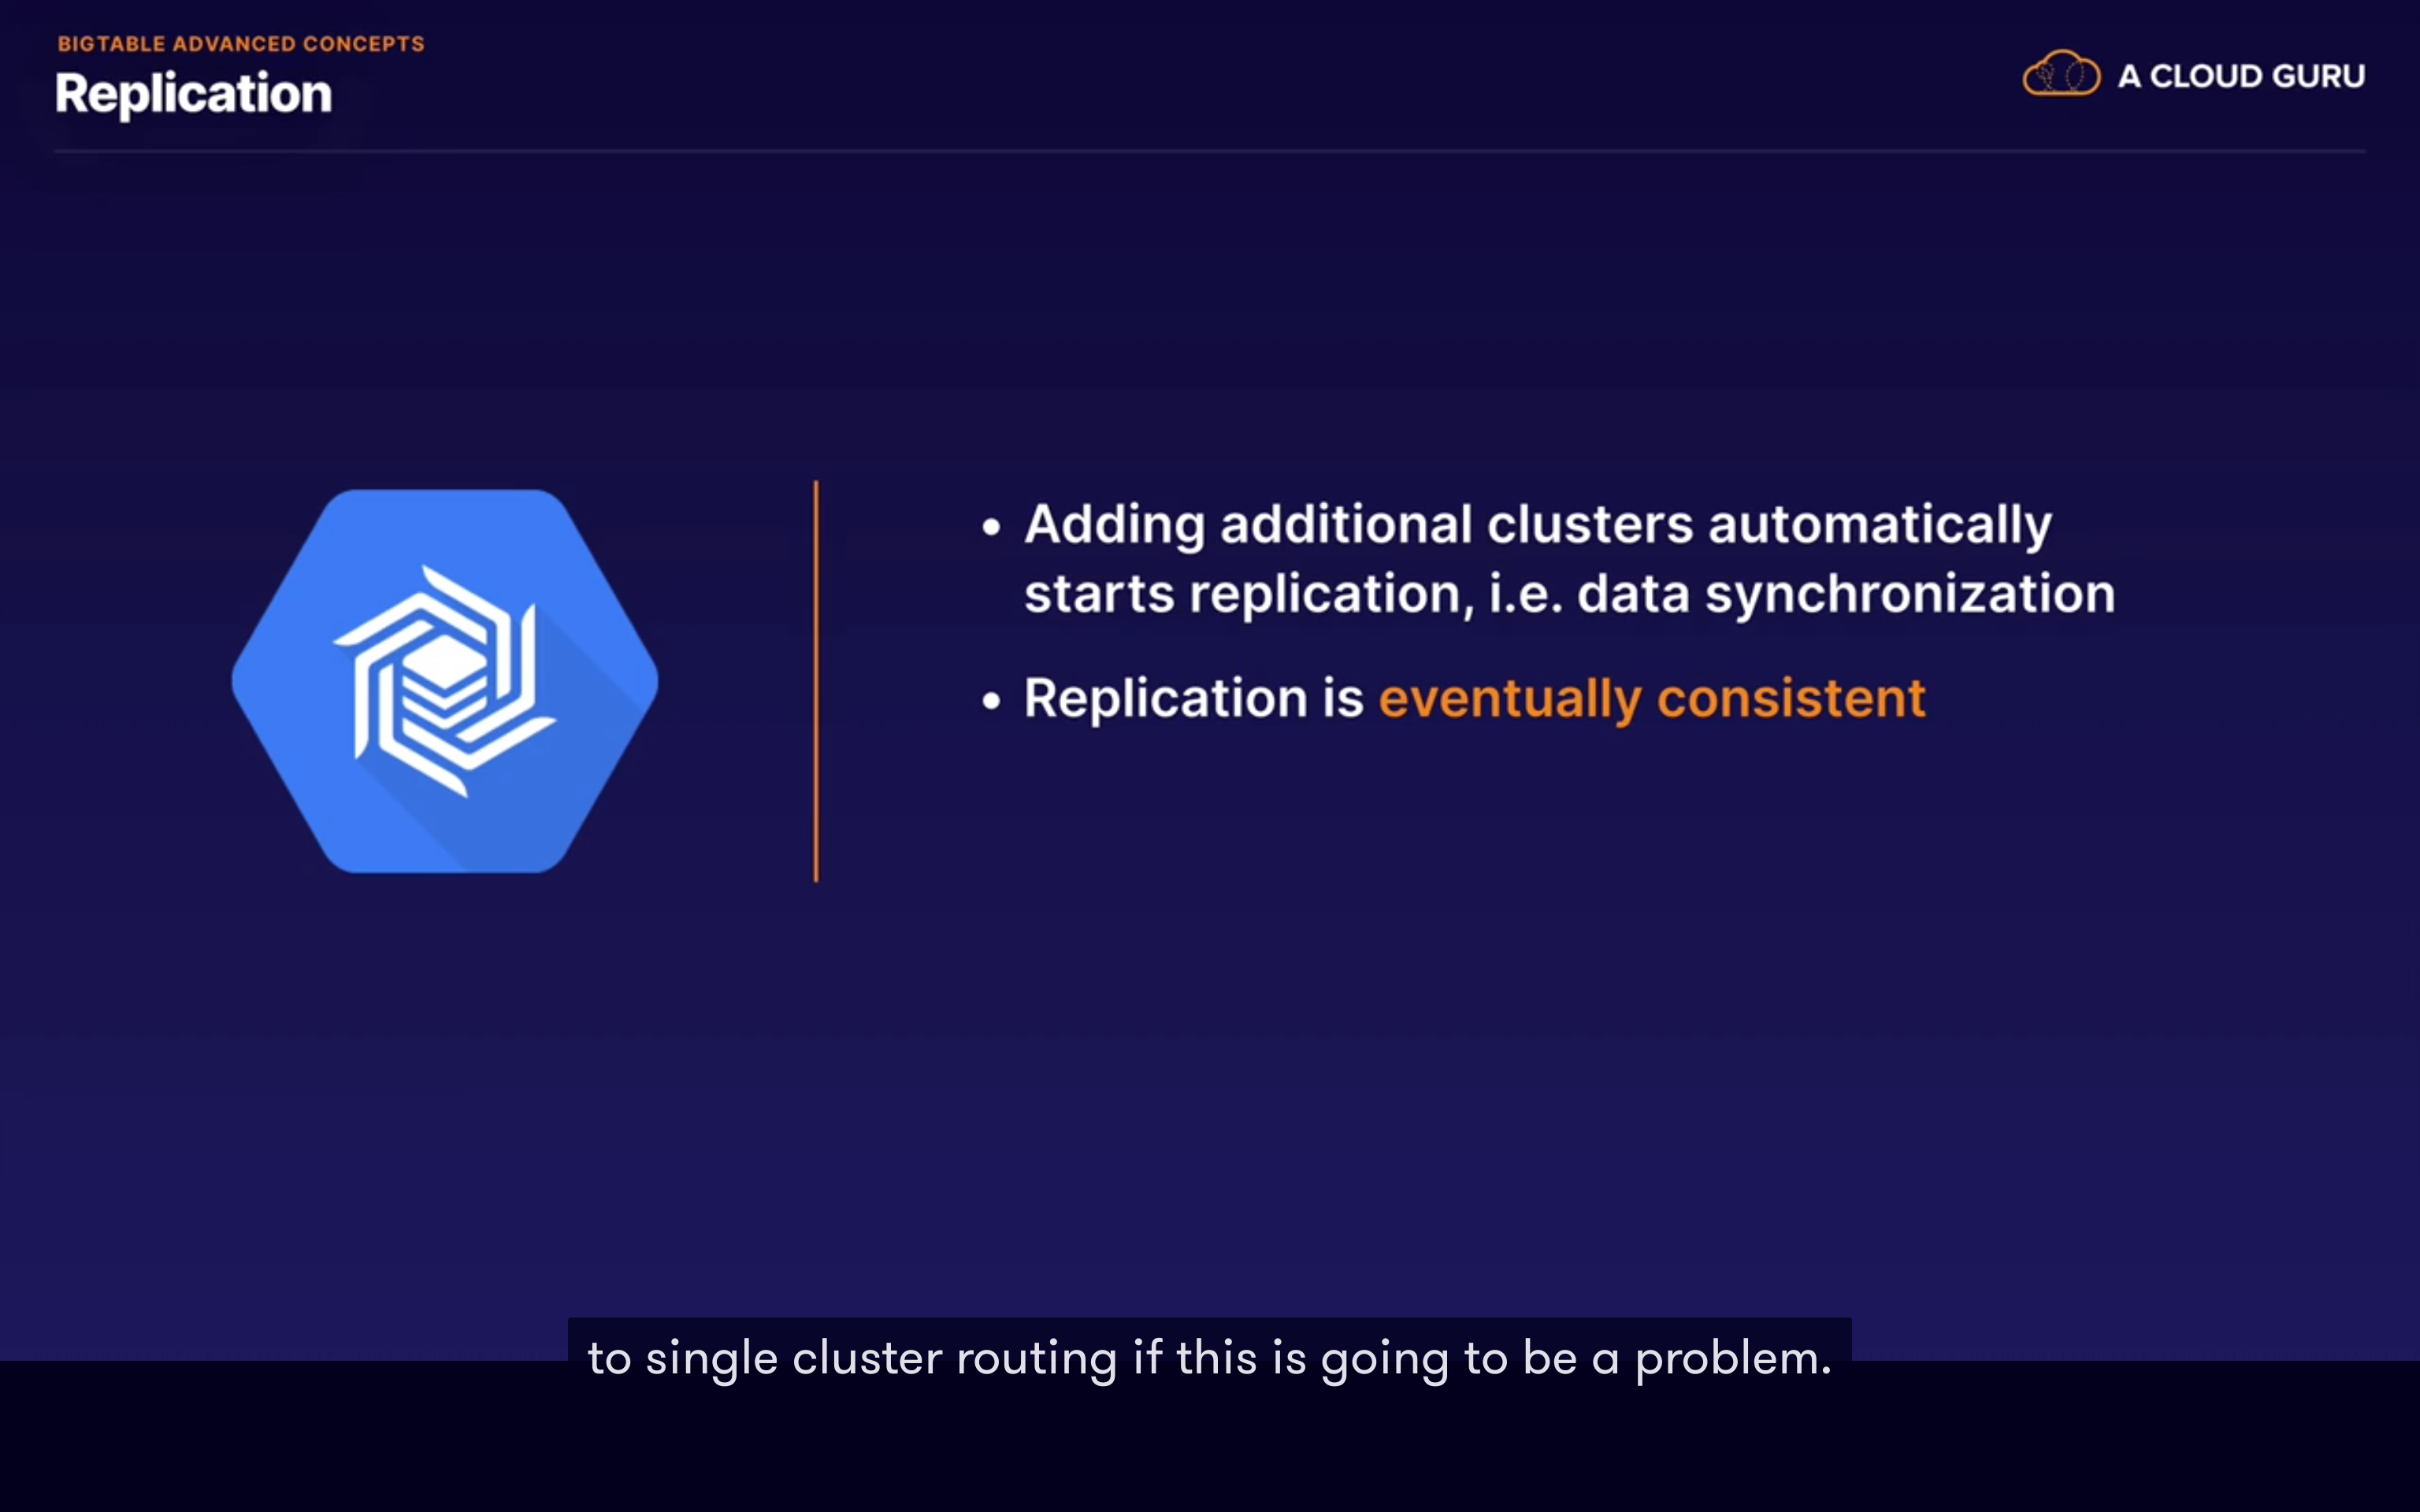 BIGTABLE ADVANCED CONCEPTS
Replication
A CLOUD GURU
• Adding additional clusters automatically
starts replication, i.e. data synchronization
• Replication is eventually consistent
to single cluster routing if this is going to be a problem.